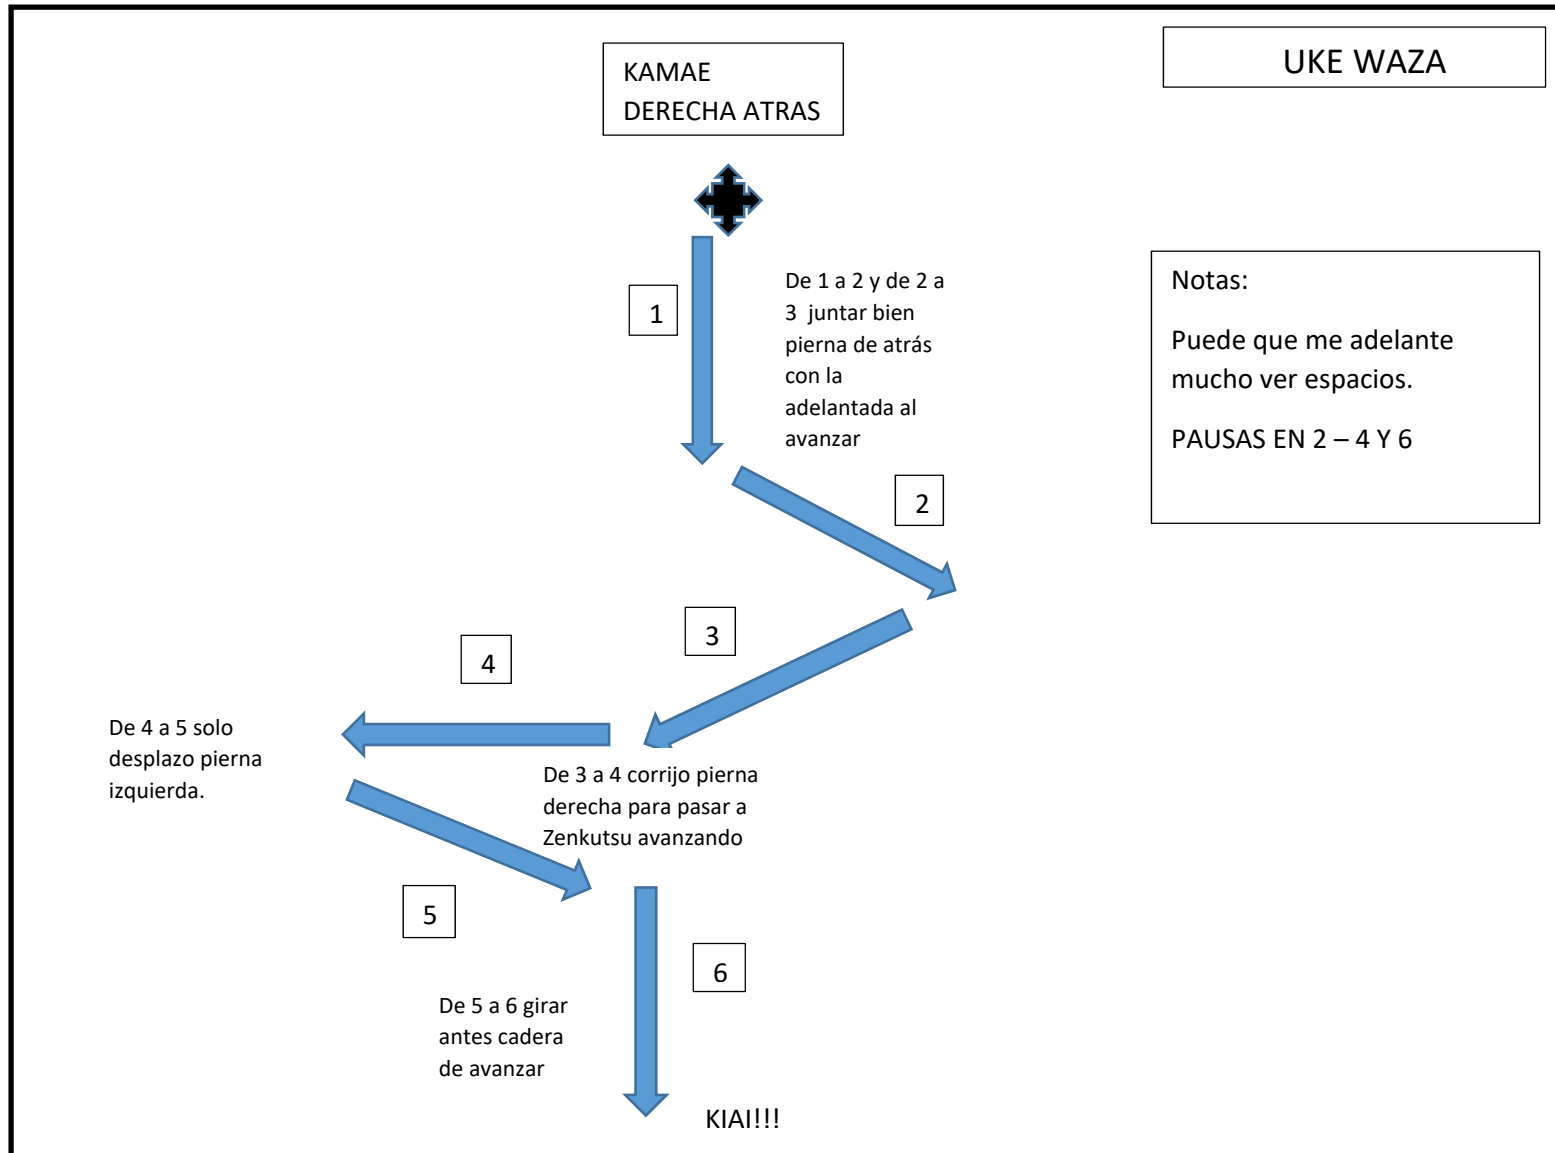 UKE WAZA
KAMAE
DERECHA ATRAS
1
De 1 a 2 y de 2 a
3 juntar bien
pierna de atrás
con la
adelantada al
avanzar
Notas:
Puede que me adelante
mucho ver espacios.
PAUSAS EN 2 – 4 Y 6
2
3
4
De 4 a 5 solo
desplazo pierna
izquierda.
De 3 a 4 corrijo pierna
derecha para pasar a
Zenkutsu avanzando
5
6
De 5 a 6 girar
antes cadera
de avanzar
KIAI!!!